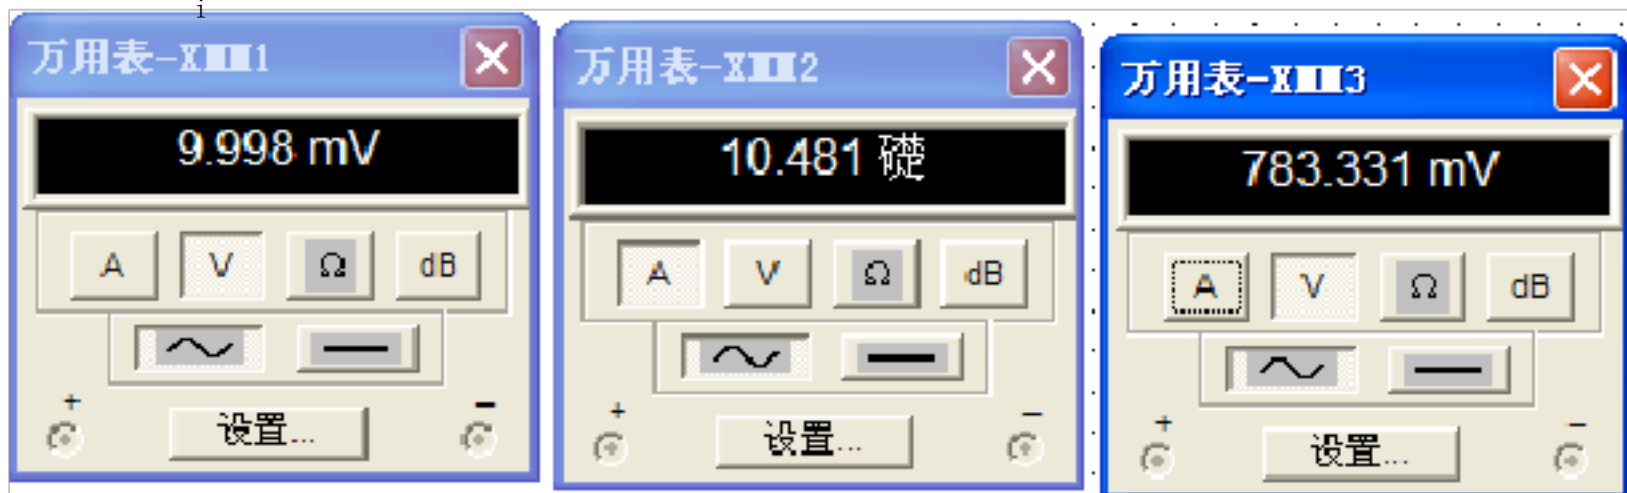 i
万用表-XMM1
9.998 mV
A V Ω dB
+ −
设置...
万用表-XMM2
10.481 礎
A V Ω dB
+ −
设置...
万用表-XMM3
783.331 mV
A V Ω dB
+ −
设置...